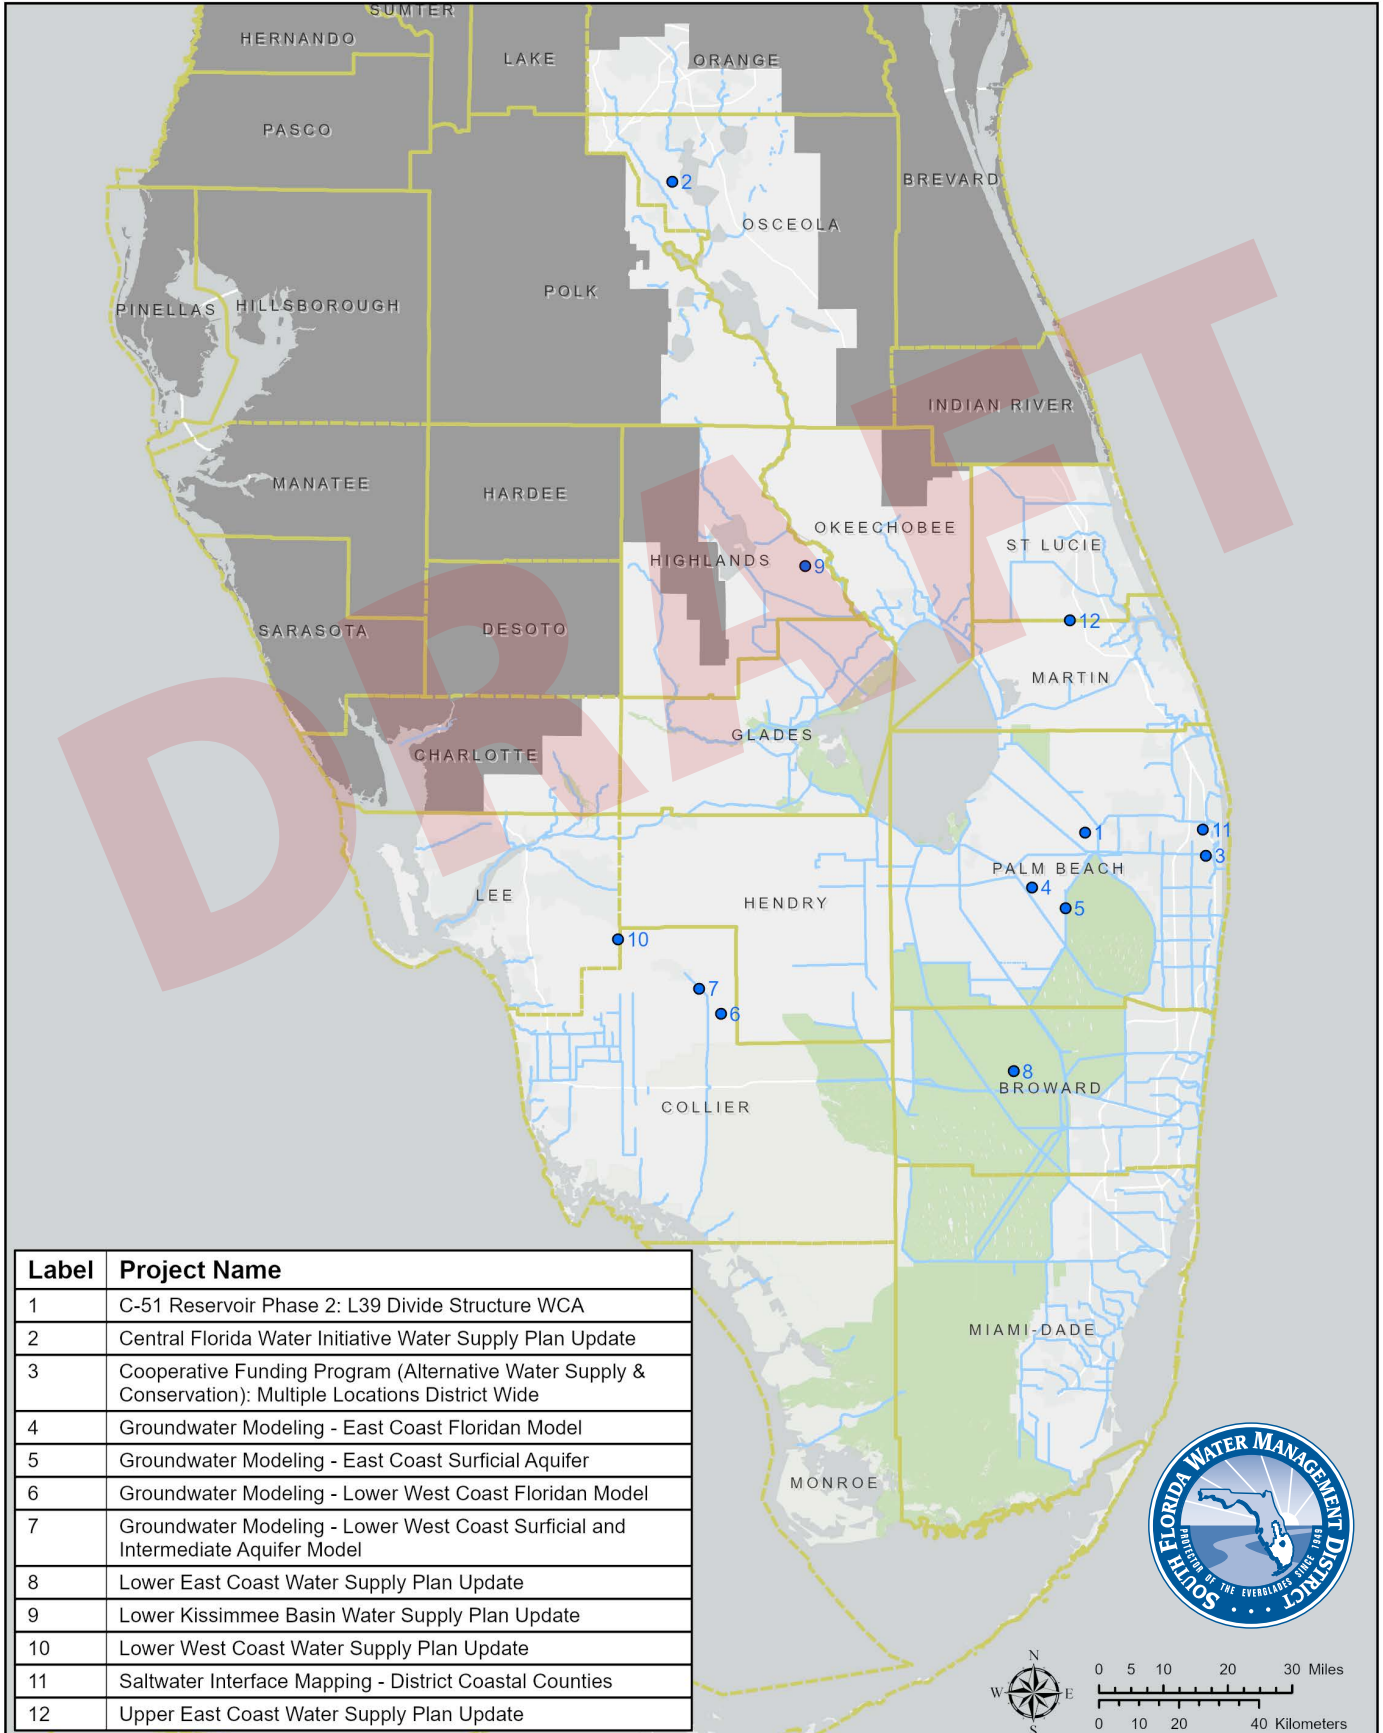 SUMTER
HERNANDO
LAKE
ORANGE
PASCO
BREVARD
2
OSCEOLA
POLK
PINELLAS
HILLSBOROUGH
INDIAN RIVER
MANATEE
HARDEE
OKEECHOBEE
ST LUCIE
HIGHLANDS
9
12
SARASOTA
DESOTO
MARTIN
GLADES
CHARLOTTE
DRAFT
1
11
3
PALM BEACH
4
5
LEE
HENDRY
10
7
6
8
BROWARD
COLLIER
MIAMI-DADE
MONROE
Label Project Name
1 C-51 Reservoir Phase 2: L39 Divide Structure WCA
2 Central Florida Water Initiative Water Supply Plan Update
3 Cooperative Funding Program (Alternative Water Supply &
Conservation): Multiple Locations District Wide
4 Groundwater Modeling - East Coast Floridan Model
5 Groundwater Modeling - East Coast Surficial Aquifer
6 Groundwater Modeling - Lower West Coast Floridan Model
7 Groundwater Modeling - Lower West Coast Surficial and
Intermediate Aquifer Model
8 Lower East Coast Water Supply Plan Update
9 Lower Kissimmee Basin Water Supply Plan Update
10 Lower West Coast Water Supply Plan Update
11 Saltwater Interface Mapping - District Coastal Counties
12 Upper East Coast Water Supply Plan Update
SOUTH FLORIDA WATER MANAGEMENT DISTRICT
PROTECTOR OF THE EVERGLADES SINCE 1949
N
W E
S
0 5 10 20 30 Miles
0 10 20 40 Kilometers